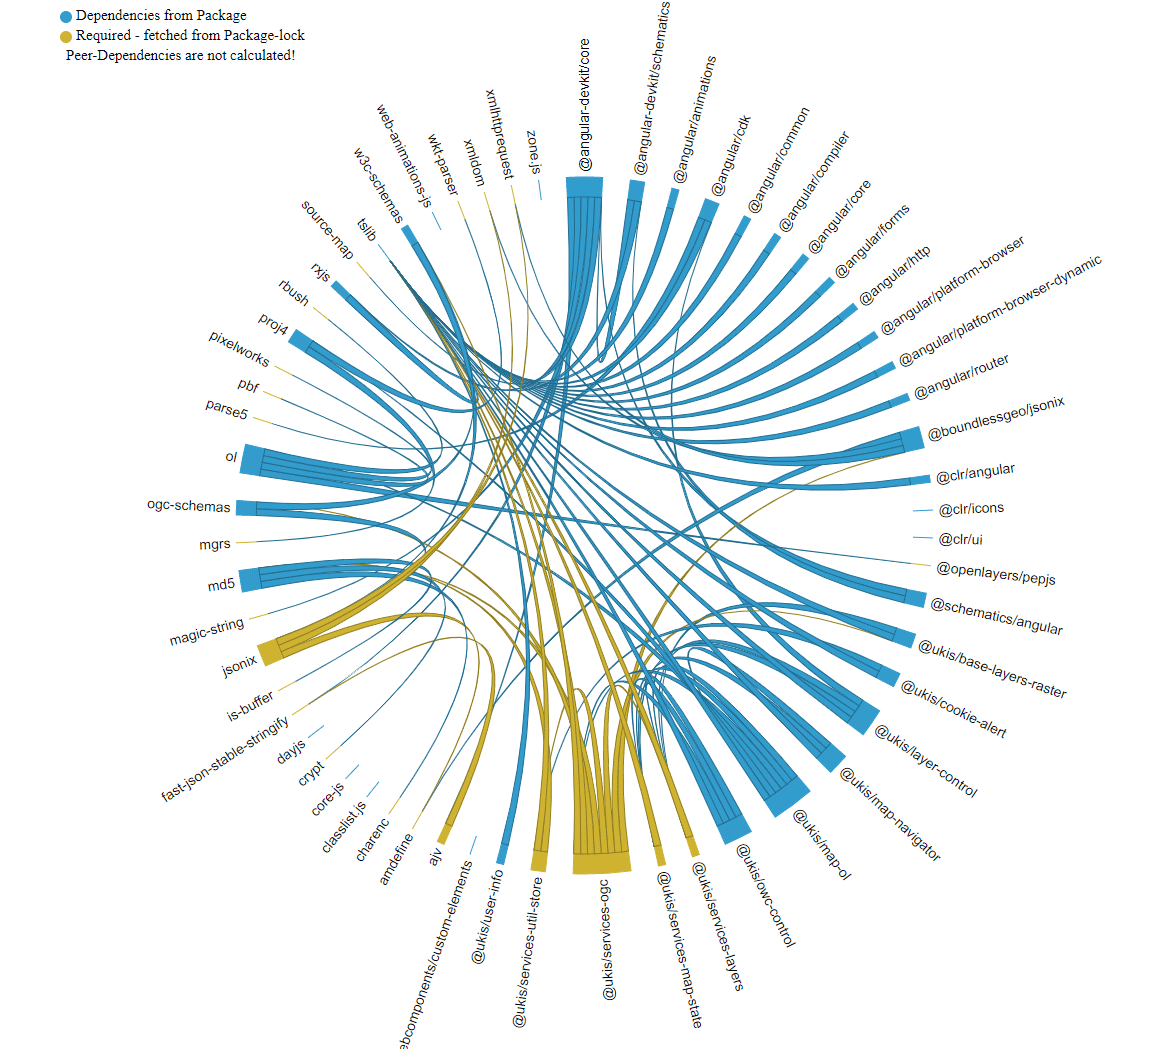 Dependencies from Package
Required - fetched from Package-lock
Peer-Dependencies are not calculated!
@angular-devkit/core
@angular-devkit/schematics
@angular/animations
@angular/cdk
@angular/common
@angular/compiler
@angular/core
@angular/forms
@angular/http
@angular/platform-browser
@angular/platform-browser-dynamic
@angular/router
@boundlessgeo/jsonix
@clr/angular
@clr/icons
@clr/ui
@openlayers/pepjs
@schematics/angular
@ukis/base-layers-raster
@ukis/cookie-alert
@ukis/layer-control
@ukis/map-navigator
@ukis/map-ol
@ukis/owc-control
@ukis/services-layers
@ukis/services-map-state
@ukis/services-ogc
@ukis/services-util-store
@ukis/user-info
ebcomponents/custom-elements
ajv
amdefine
charenc
classlist.js
core-js
crypt
dayjs
fast-json-stable-stringify
is-buffer
jsonix
magic-string
md5
mgrs
ogc-schemas
ol
parse5
pbf
pixelworks
proj4
rbush
rxjs
source-map
tslib
w3c-schemas
web-animations-js
wkt-parser
xmldom
xmlhttprequest
zone.js